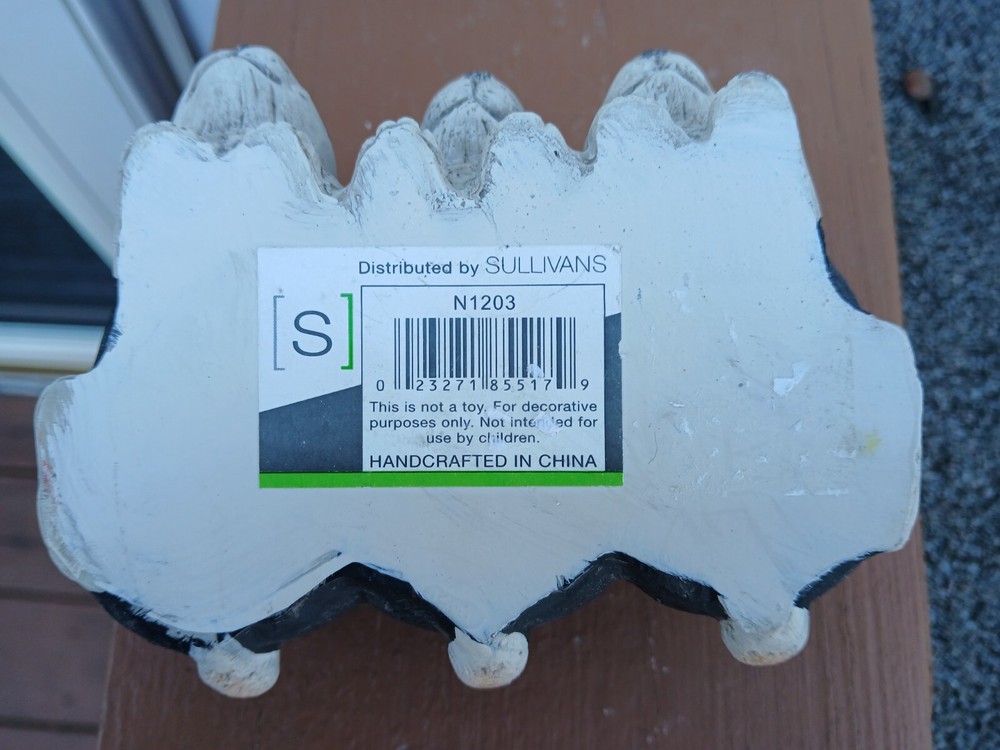 Distributed by SULLIVANS
[S]
N1203
0 23271 85517 9
This is not a toy. For decorative
purposes only. Not intended for
use by children.
HANDCRAFTED IN CHINA